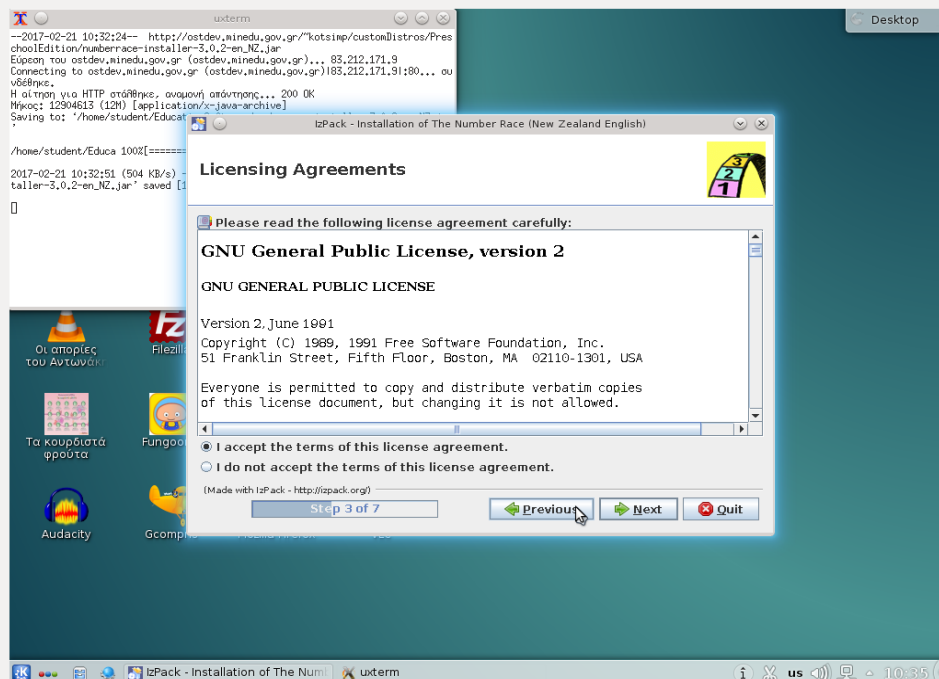 uxterm
--2017-02-21 10:32:24-- http://ostdev.minedu.gov.gr/~kotsimp/customDistros/Pres
choolEdition/numberrace-installer-3.0.2-en_NZ.jar
Εύρεση του ostdev.minedu.gov.gr (ostdev.minedu.gov.gr)... 83.212.171.9
Connecting to ostdev.minedu.gov.gr (ostdev.minedu.gov.gr)|83.212.171.9|:80... συ
νδέθηκε.
Η αίτηση για HTTP στάλθηκε, αναμονή απάντησης... 200 OK
Μήκος: 12904613 (12M) [application/x-java-archive]
Saving to: ‘/home/student/Educat
’
/home/student/Educa 100%[=======
2017-02-21 10:32:51 (504 KB/s) -
taller-3.0.2-en_NZ.jar’ saved [1
Desktop
IzPack - Installation of The Number Race (New Zealand English)
Licensing Agreements
3
2
1
Please read the following license agreement carefully:
GNU General Public License, version 2
GNU GENERAL PUBLIC LICENSE
Version 2, June 1991
Copyright (C) 1989, 1991 Free Software Foundation, Inc.
51 Franklin Street, Fifth Floor, Boston, MA 02110-1301, USA
Everyone is permitted to copy and distribute verbatim copies
of this license document, but changing it is not allowed.
I accept the terms of this license agreement.
I do not accept the terms of this license agreement.
(Made with IzPack - http://izpack.org/)
Step 3 of 7
Previous
Next
Quit
Οι απορίες
του Αντωνάκη
Filezilla
Τα κουρδιστά
φρούτα
Fungoo
Audacity
Gcompris
IzPack - Installation of The Num
uxterm
us
10:35